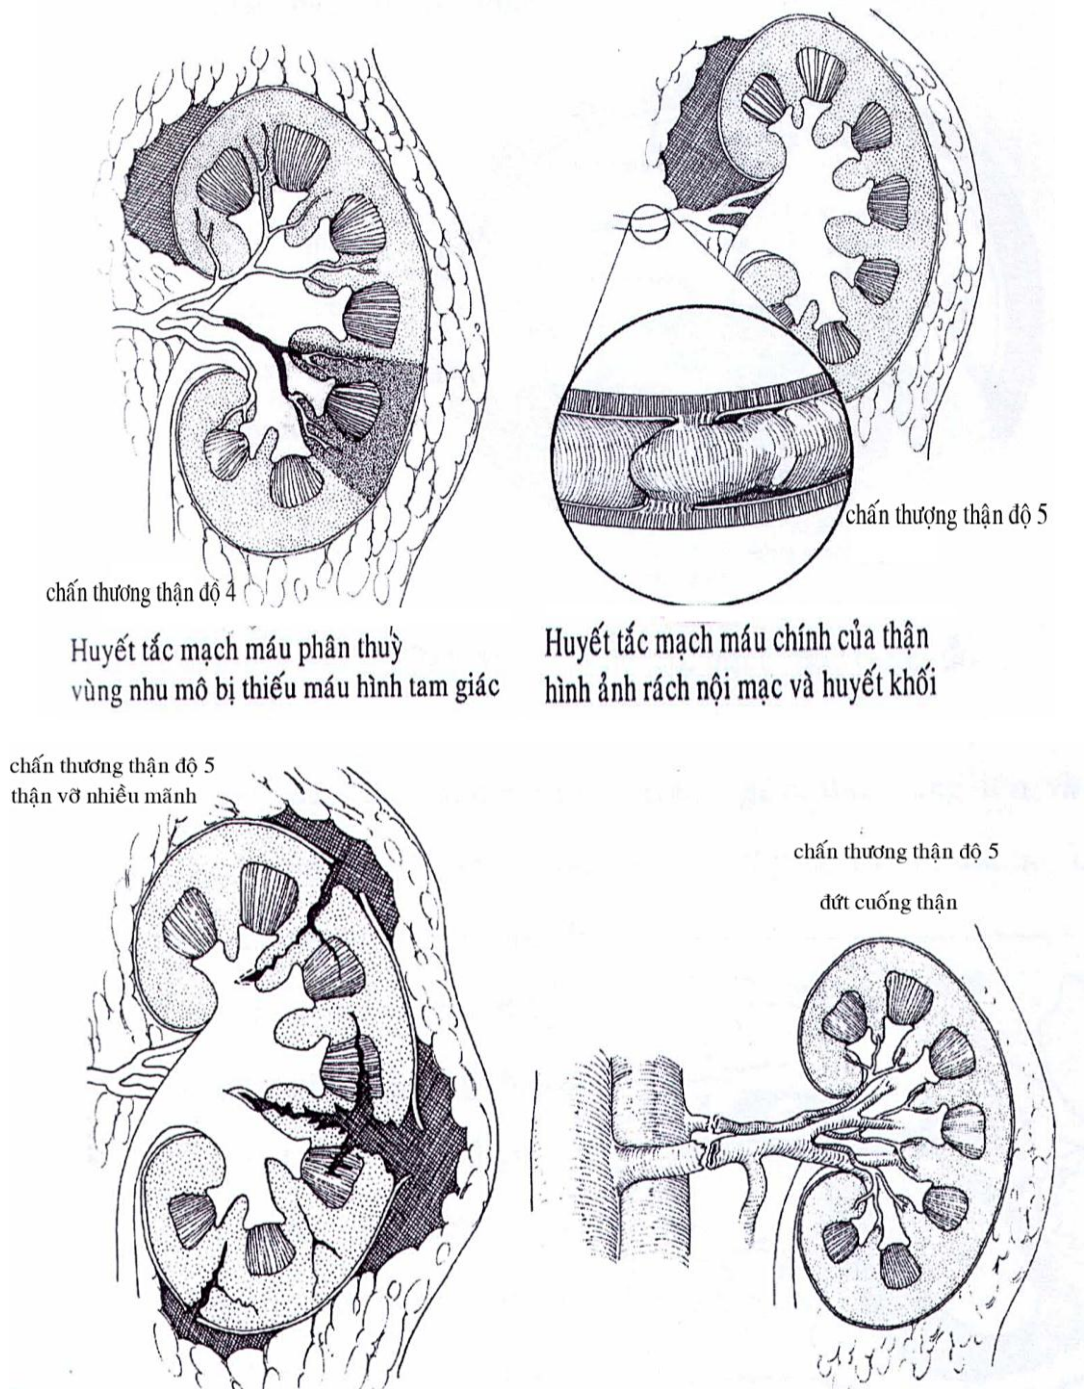 chấn thượng thận độ 5
chấn thương thận độ 4
Huyết tắc mạch máu phân thuỳ
vùng nhu mô bị thiếu máu hình tam giác
Huyết tắc mạch máu chính của thận
hình ảnh rách nội mạc và huyết khối
chấn thương thận độ 5
thận vỡ nhiều mãnh
chấn thương thận độ 5
đứt cuống thận